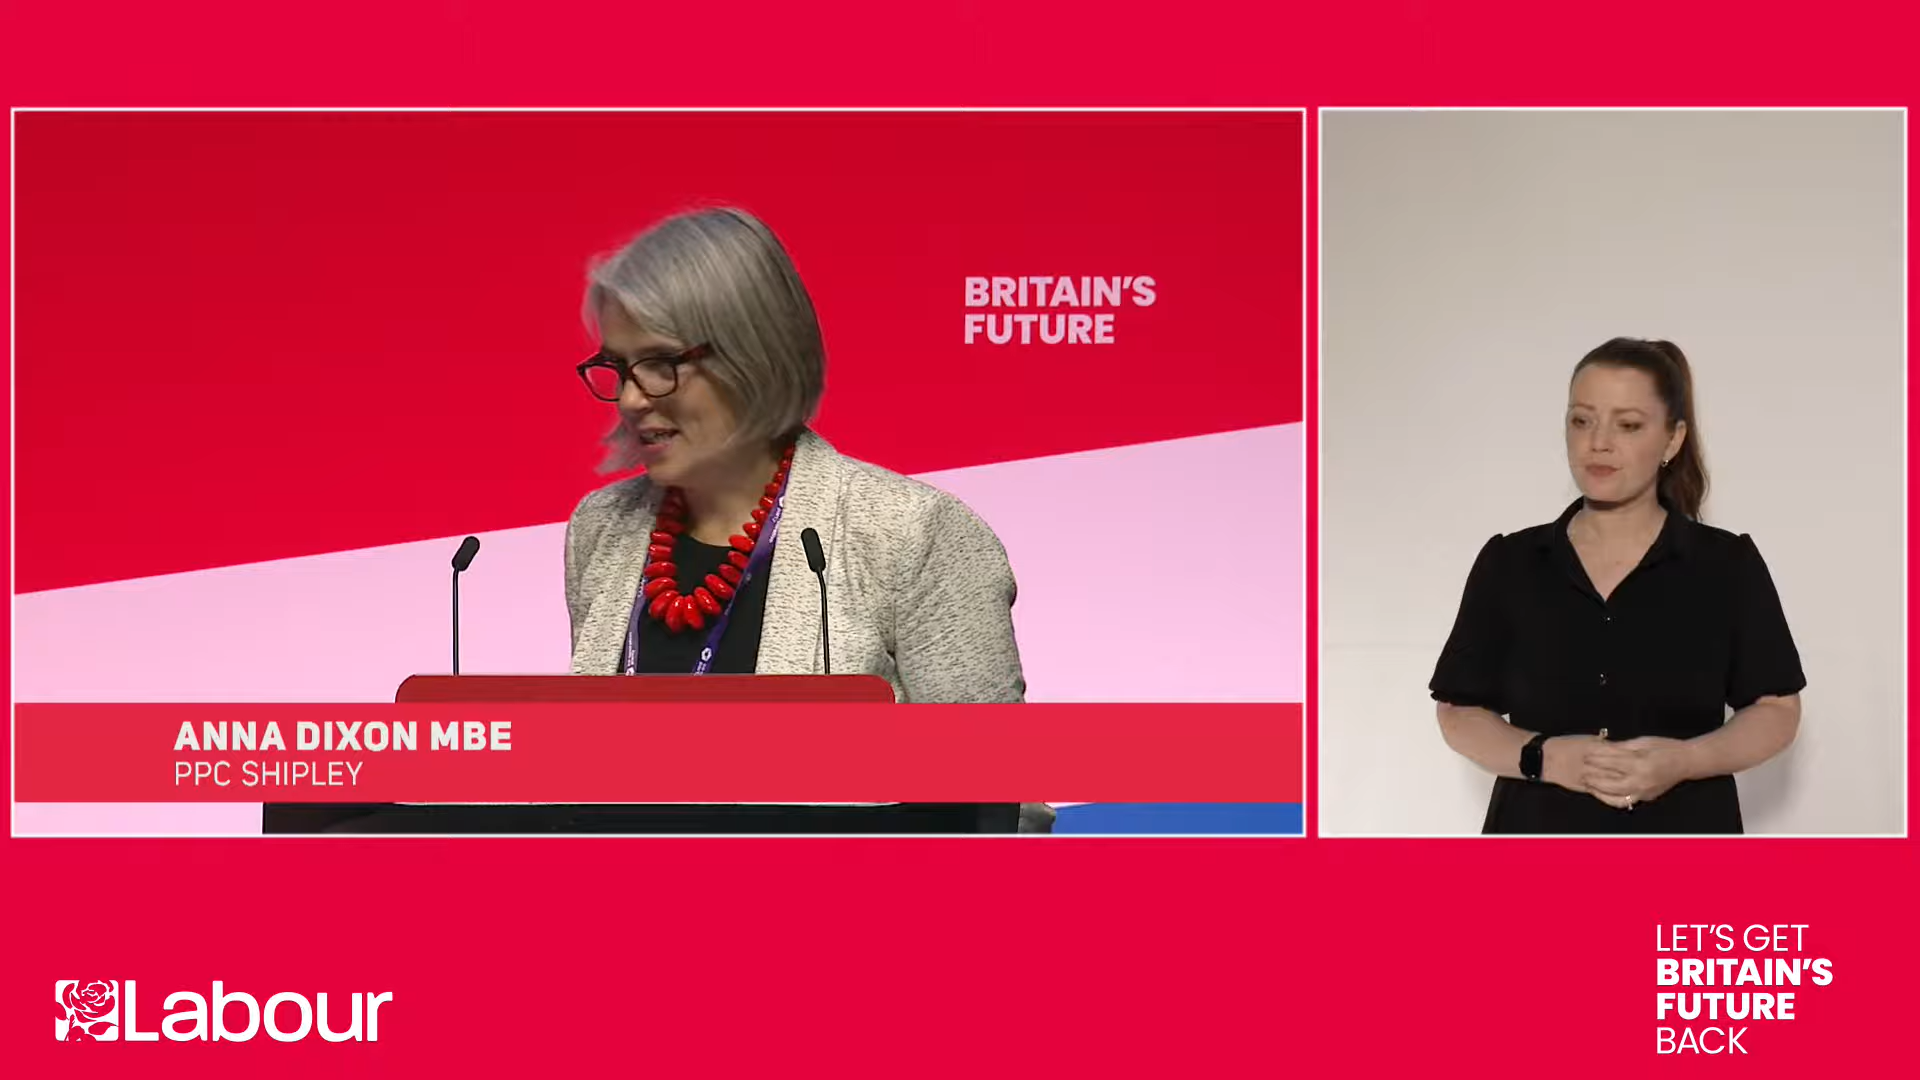 BRITAIN'S
FUTURE
ANNA DIXON MBE
PPC SHIPLEY
Labour
LET'S GET
BRITAIN'S
FUTURE
BACK